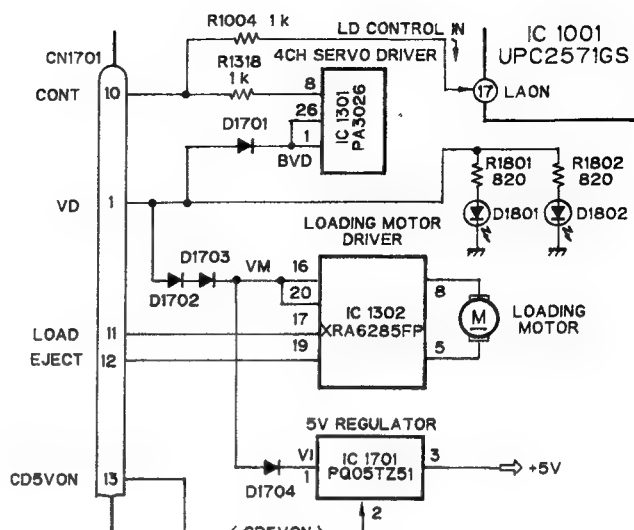 R1004 1k
LD CONTROL IN
IC 1001
UPC2571GS
CN1701
R1318
1k
4CH SERVO DRIVER
CONT
10
8
26
1
IC 1301
PA3026
17
LAON
D1701
BVD
R1801
820
R1802
820
VD
1
D1801
D1802
LOADING MOTOR
DRIVER
D1703
D1702
VM
16
20
17
19
IC 1302
XRA6285FP
8
5
M
LOADING
MOTOR
LOAD
11
EJECT
12
5V REGULATOR
VI
1
IC 1701
PQ05TZ51
3
+5V
CD5VON
13
D1704
2
( CD5VON )